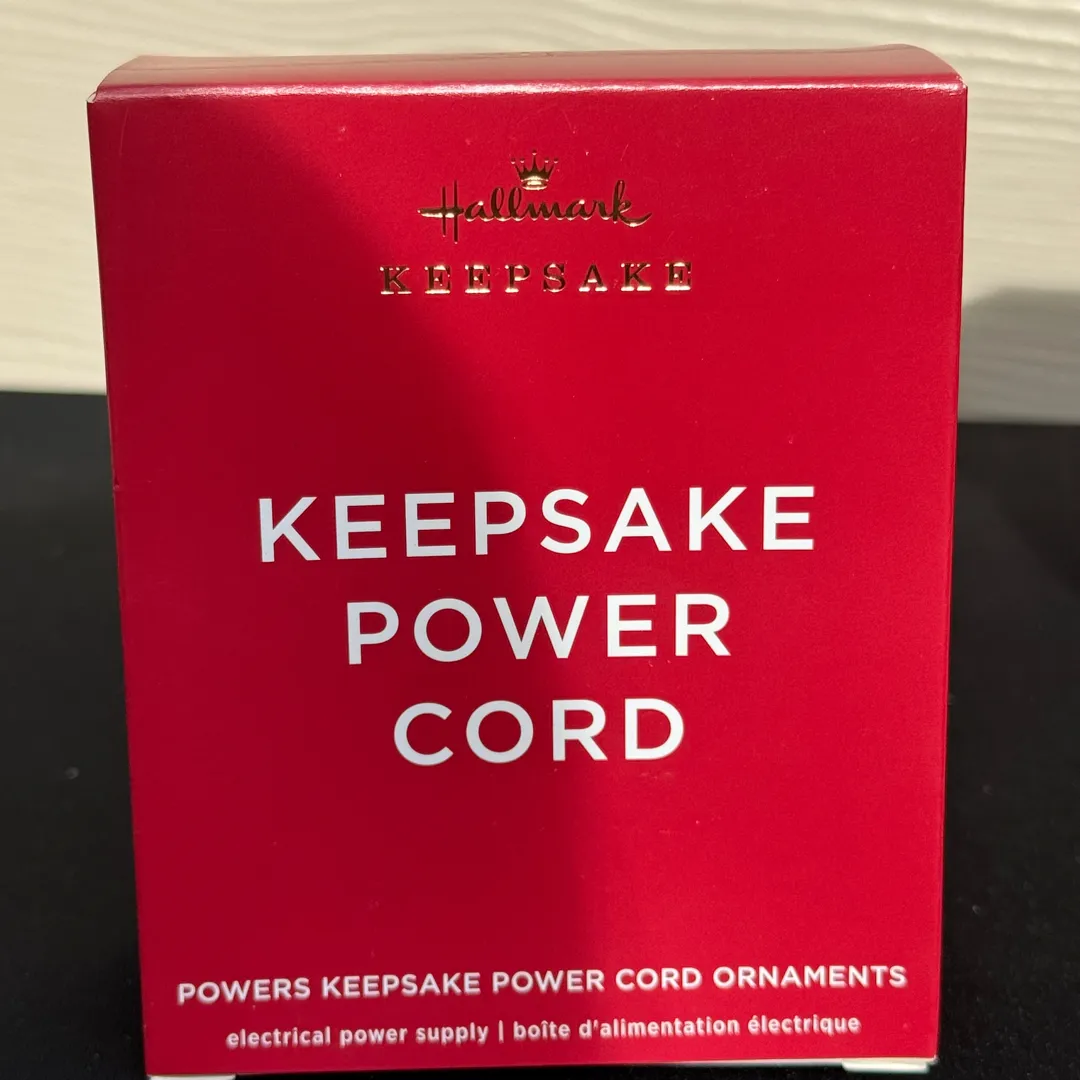 Hallmark
KEEPSAKE
KEEPSAKE
POWER
CORD
POWERS KEEPSAKE POWER CORD ORNAMENTS
electrical power supply | boîte d'alimentation électrique